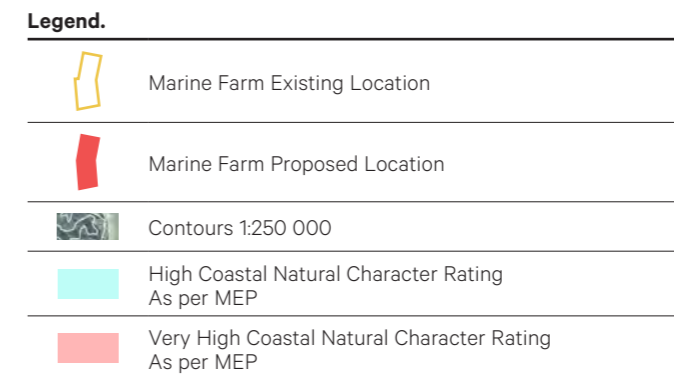 Legend.
Marine Farm Existing Location
Marine Farm Proposed Location
Contours 1:250 000
High Coastal Natural Character Rating
As per MEP
Very High Coastal Natural Character Rating
As per MEP